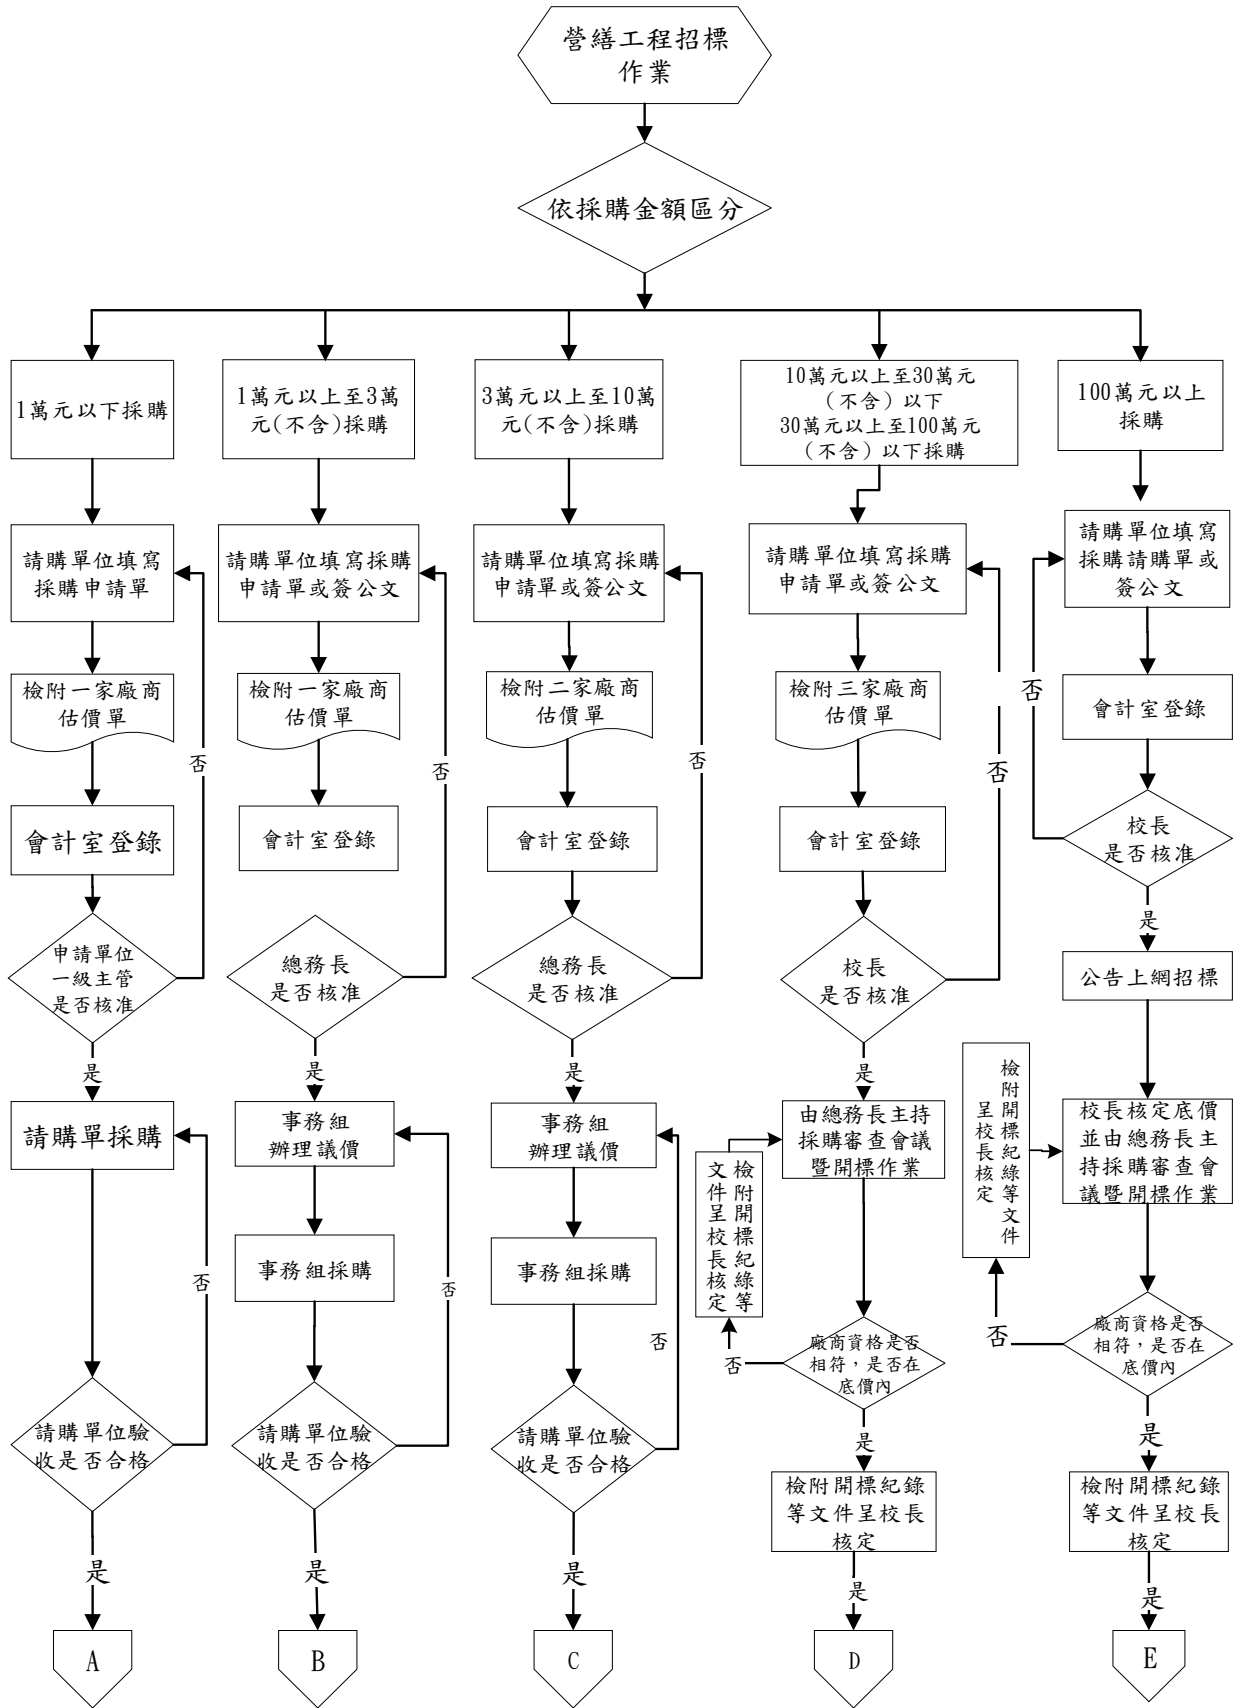 營繕工程招標
作業
依採購金額區分
1萬元以下採購
請購單位填寫
採購申請單
檢附一家廠商
估價單
會計室登錄
申請單位
一級主管
是否核准
否
是
請購單採購
否
請購單位驗
收是否合格
是
A
1萬元以上至3萬
元(不含)採購
請購單位填寫採購
申請單或簽公文
檢附一家廠商
估價單
會計室登錄
總務長
是否核准
否
是
事務組
辦理議價
事務組採購
否
請購單位驗
收是否合格
是
B
3萬元以上至10萬
元(不含)採購
請購單位填寫採購
申請單或簽公文
檢附二家廠商
估價單
會計室登錄
總務長
是否核准
否
是
事務組
辦理議價
事務組採購
否
請購單位驗
收是否合格
是
C
10萬元以上至30萬元
（不含）以下
30萬元以上至100萬元
（不含）以下採購
請購單位填寫採購
申請單或簽公文
檢附三家廠商
估價單
會計室登錄
校長
是否核准
否
是
由總務長主持
採購審查會議
暨開標作業
檢附開標紀錄等
文件呈校長核定
廠商資格是否
相符，是否在
底價內
否
是
檢附開標紀錄
等文件呈校長
核定
是
D
100萬元以上
採購
請購單位填寫
採購請購單或
簽公文
會計室登錄
校長
是否核准
否
是
公告上網招標
校長核定底價
並由總務長主
持採購審查會
議暨開標作業
檢附開標紀錄等文件
呈校長核定
廠商資格是否
相符，是否在
底價內
否
是
檢附開標紀錄
等文件呈校長
核定
是
E